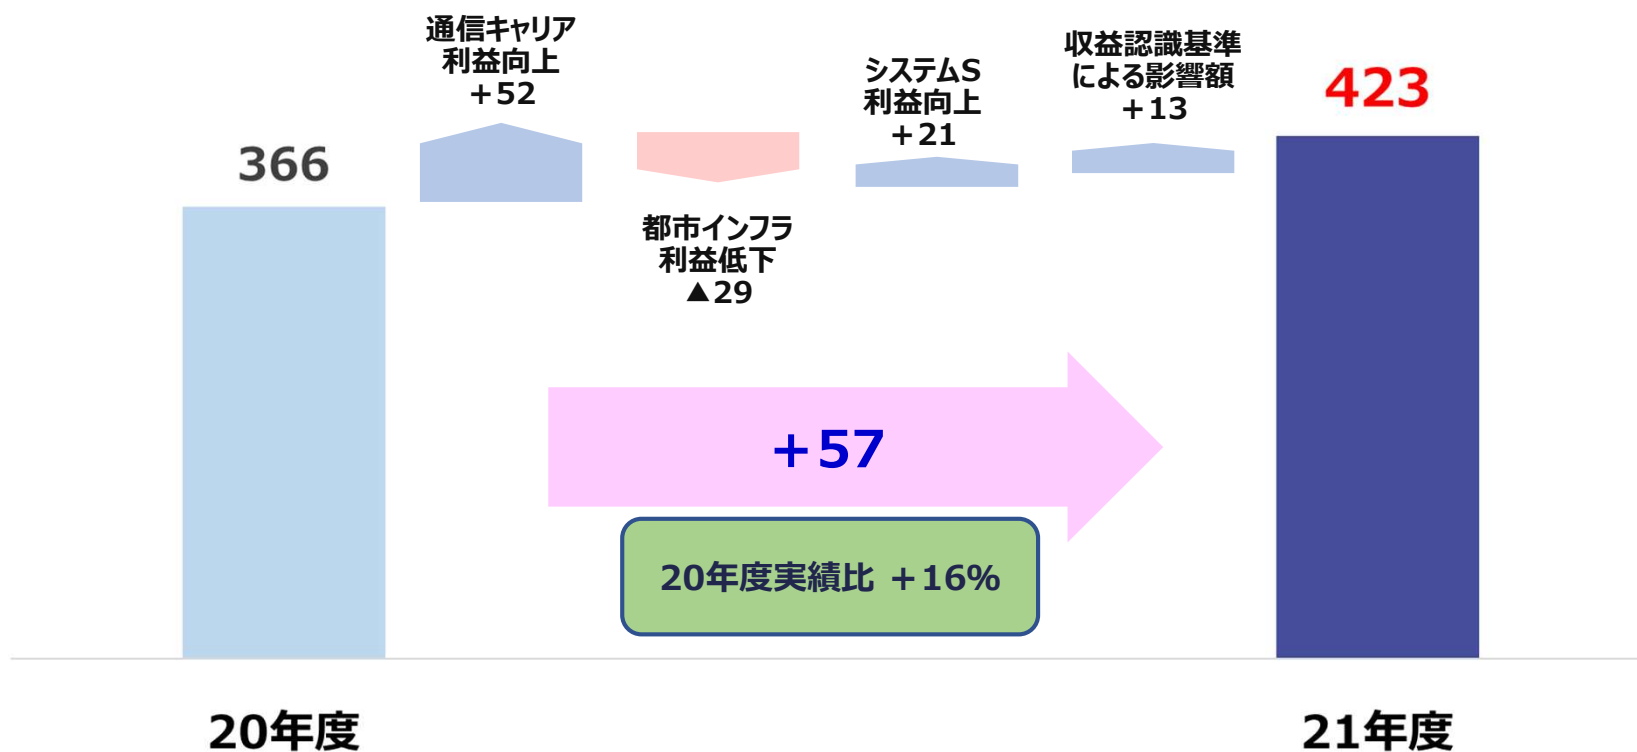 366
通信キャリア
利益向上
+52
都市インフラ
利益低下
▲29
システムS
利益向上
+21
収益認識基準
による影響額
+13
423
+57
20年度実績比 +16%
20年度
21年度